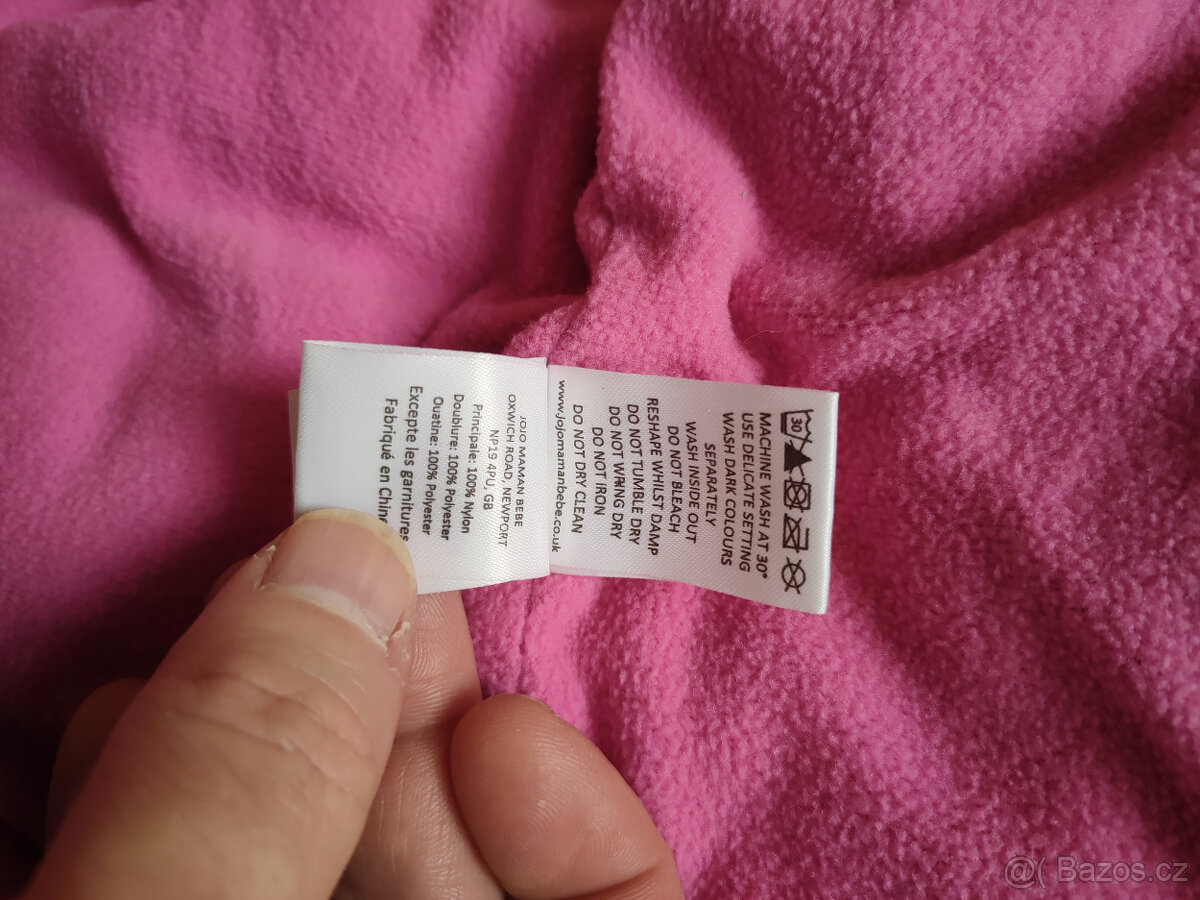 30
MACHINE WASH AT 30°
USE DELICATE SETTING
WASH DARK COLOURS
SEPARATELY
WASH INSIDE OUT
DO NOT BLEACH
RESHAPE WHILST DAMP
DO NOT TUMBLE DRY
DO NOT WRING DRY
DO NOT IRON
DO NOT DRY CLEAN
www.jojomamanbebe.co.uk
JOJO MAMAN BEBE
OXWICH ROAD, NEWPORT
NP19 4PU, GB
Principale: 100% Nylon
Doublure: 100% Polyester
Ouatine: 100% Polyester
Excepte les garnitures
Fabriqué en Chine
Bazos.cz